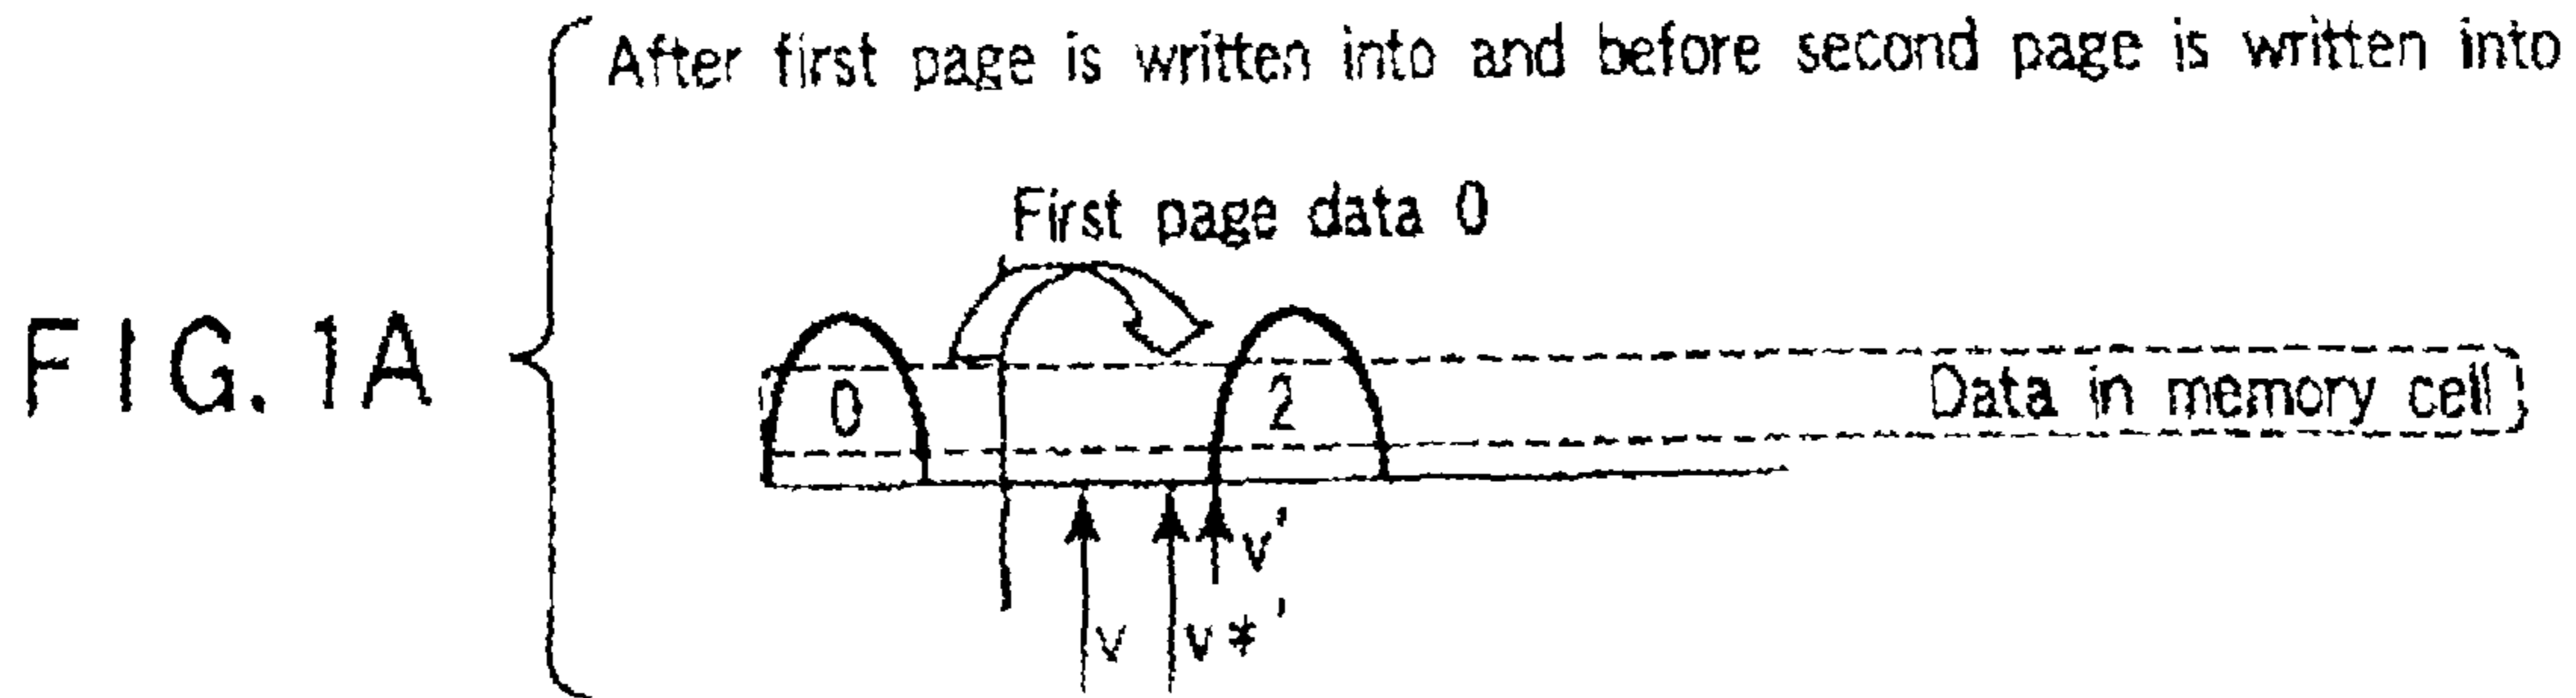 After first page is written into and before second page is written into
First page data 0
FIG. 1A
0
2
Data in memory cell
v'
v
v*'